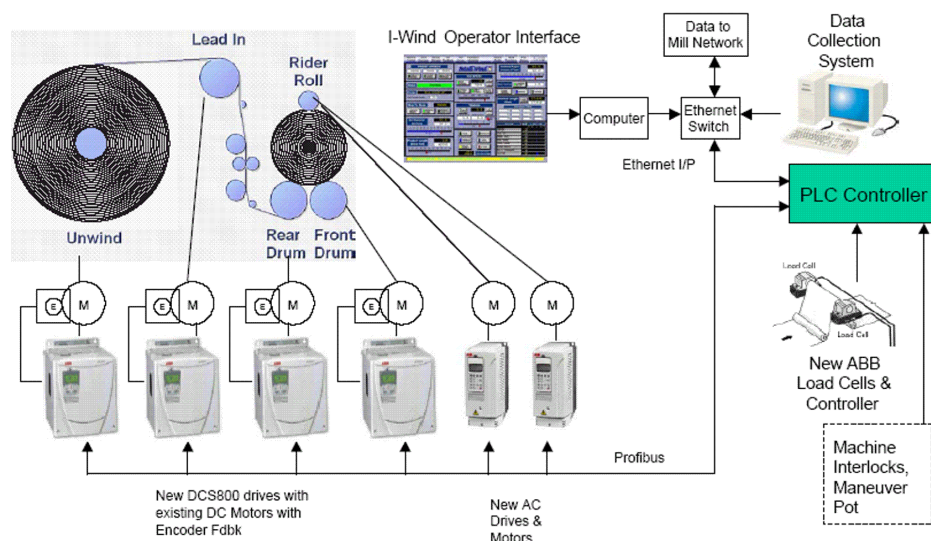 Lead In
I-Wind Operator Interface
Data to
Mill Network
Data
Collection
System
Rider
Roll
Computer
Ethernet
Switch
Ethernet I/P
PLC Controller
Unwind
Rear
Drum
Front
Drum
Load Cell
Load Cell
E
M
E
M
E
M
E
M
M
M
New ABB
Load Cells &
Controller
Profibus
Machine
Interlocks,
Maneuver
Pot
New DCS800 drives with
existing DC Motors with
Encoder Fdbk
New AC
Drives &
Motors